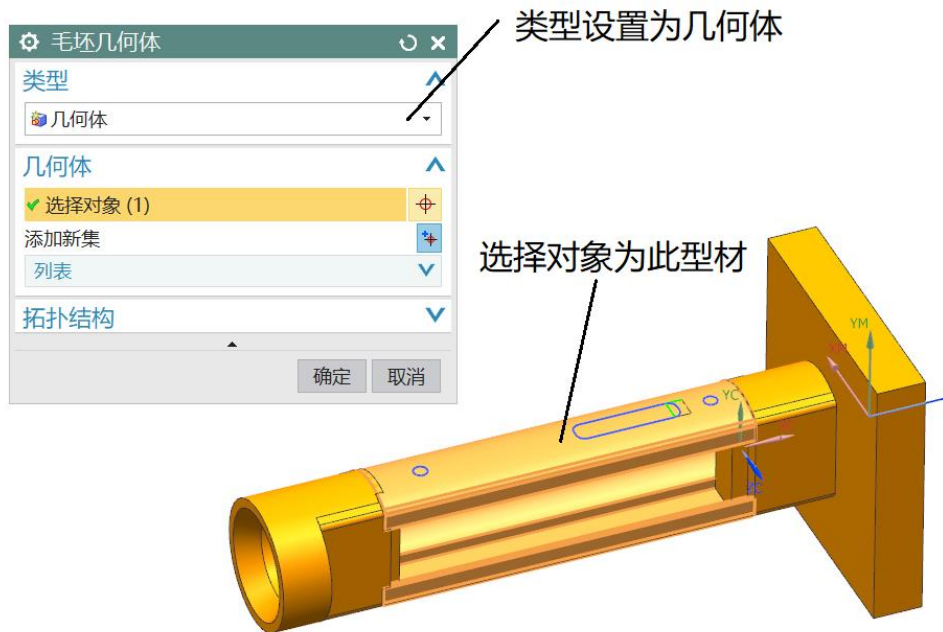 类型设置为几何体
毛坯几何体
类型
几何体
几何体
选择对象 (1)
添加新集
列表
拓扑结构
确定 取消
选择对象为此型材
YM
XM
YC